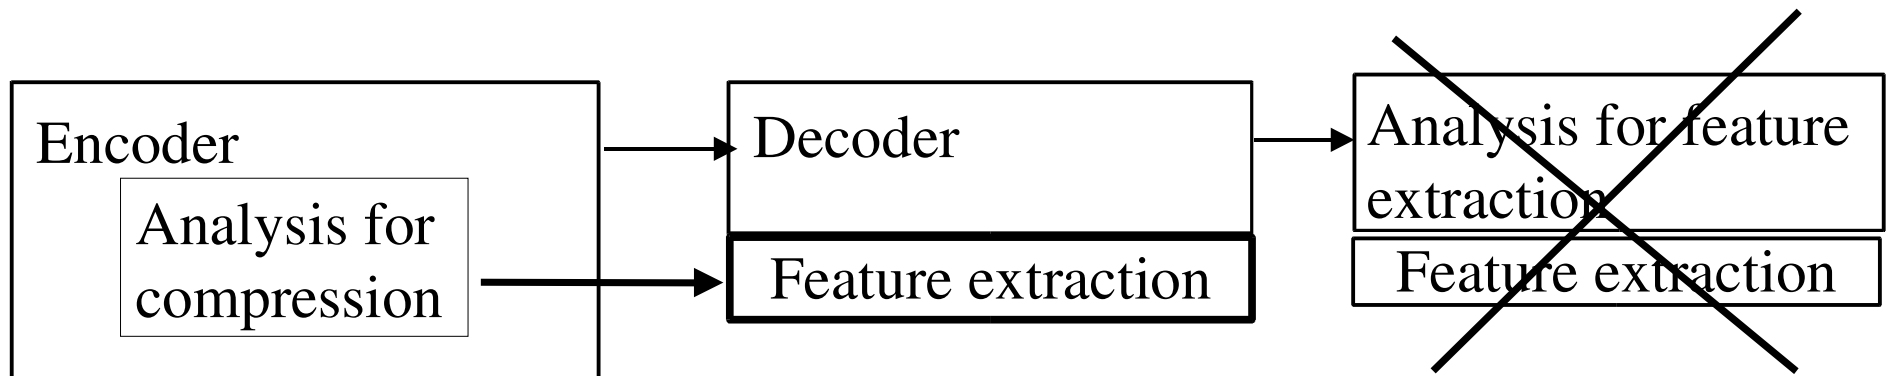 Encoder
Analysis for
compression
Decoder
Feature extraction
Analysis for feature
extraction
Feature extraction